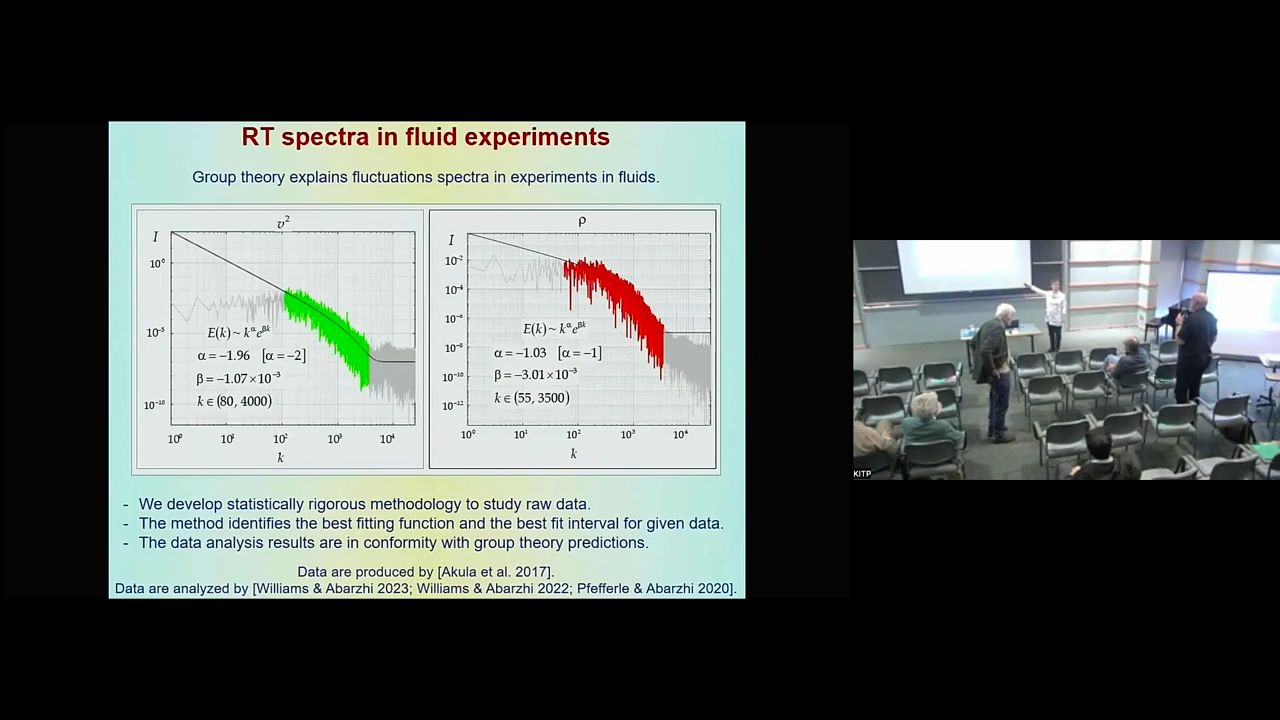 RT spectra in fluid experiments
Group theory explains fluctuations spectra in experiments in fluids.
v²
I
10⁰
10⁻⁵
10⁻¹⁰
E(k) ~ k^α e^βk
α = −1.96 [α = −2]
β = −1.07 × 10⁻³
k ∈ (80, 4000)
10⁰ 10¹ 10² 10³ 10⁴
k
ρ
I
10⁻²
10⁻⁴
10⁻⁶
10⁻⁸
10⁻¹⁰
10⁻¹²
E(k) ~ k^α e^βk
α = −1.03 [α = −1]
β = −3.01 × 10⁻³
k ∈ (55, 3500)
10⁰ 10¹ 10² 10³ 10⁴
k
- We develop statistically rigorous methodology to study raw data.
- The method identifies the best fitting function and the best fit interval for given data.
- The data analysis results are in conformity with group theory predictions.
Data are produced by [Akula et al. 2017].
Data are analyzed by [Williams & Abarzhi 2023; Williams & Abarzhi 2022; Pfefferle & Abarzhi 2020].
KITP